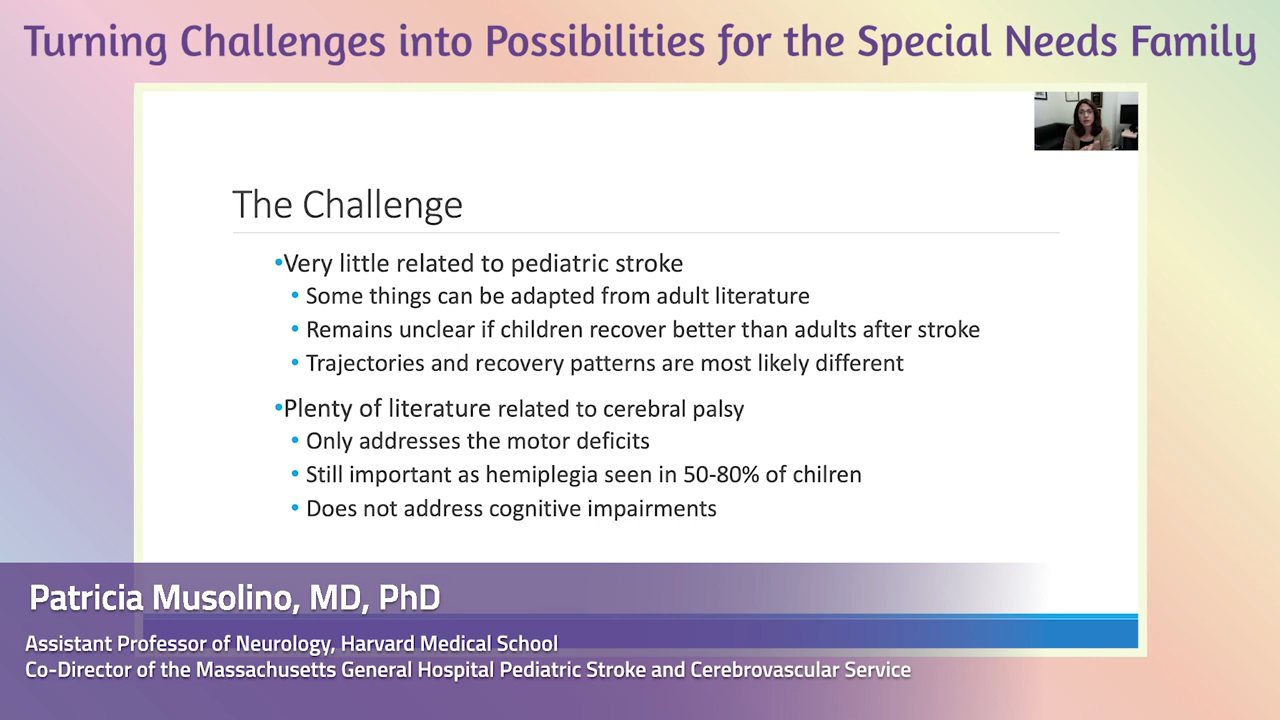 Turning Challenges into Possibilities for the Special Needs Family
The Challenge
•Very little related to pediatric stroke
• Some things can be adapted from adult literature
• Remains unclear if children recover better than adults after stroke
• Trajectories and recovery patterns are most likely different
•Plenty of literature related to cerebral palsy
• Only addresses the motor deficits
• Still important as hemiplegia seen in 50-80% of chilren
• Does not address cognitive impairments
Patricia Musolino, MD, PhD
Assistant Professor of Neurology, Harvard Medical School
Co-Director of the Massachusetts General Hospital Pediatric Stroke and Cerebrovascular Service